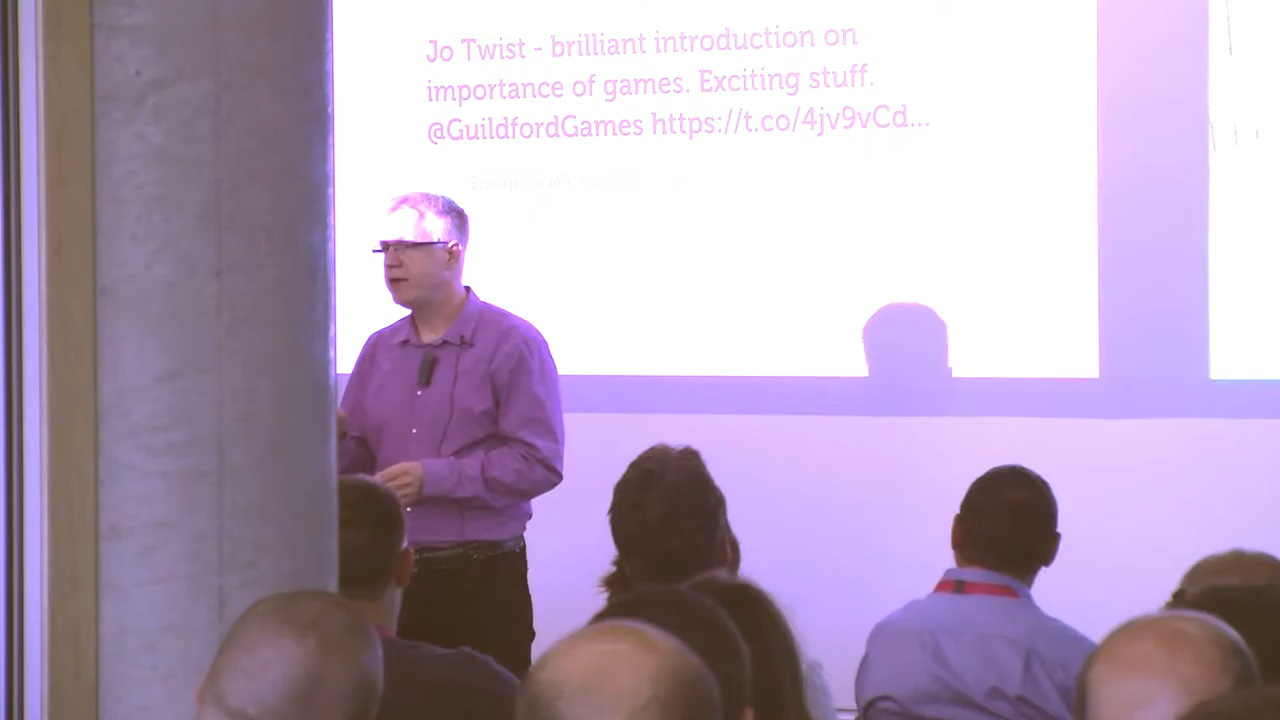 Jo Twist - brilliant introduction on
importance of games. Exciting stuff.
@GuildfordGames https://t.co/4jv9vCd...